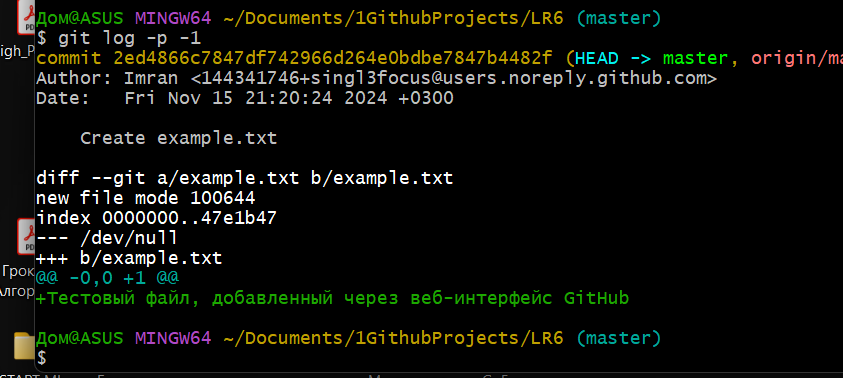 Дом@ASUS MINGW64 ~/Documents/1GithubProjects/LR6 (master)
$ git log -p -1
commit 2ed4866c7847df742966d264e0bdbe7847b4482f (HEAD -> master, origin/ma
Author: Imran <144341746+singl3focus@users.noreply.github.com>
Date:   Fri Nov 15 21:20:24 2024 +0300
    Create example.txt
diff --git a/example.txt b/example.txt
new file mode 100644
index 0000000..47e1b47
--- /dev/null
+++ b/example.txt
@@ -0,0 +1 @@
+Тестовый файл, добавленный через веб-интерфейс GitHub
Дом@ASUS MINGW64 ~/Documents/1GithubProjects/LR6 (master)
$
igh_P
Грок
Алгор